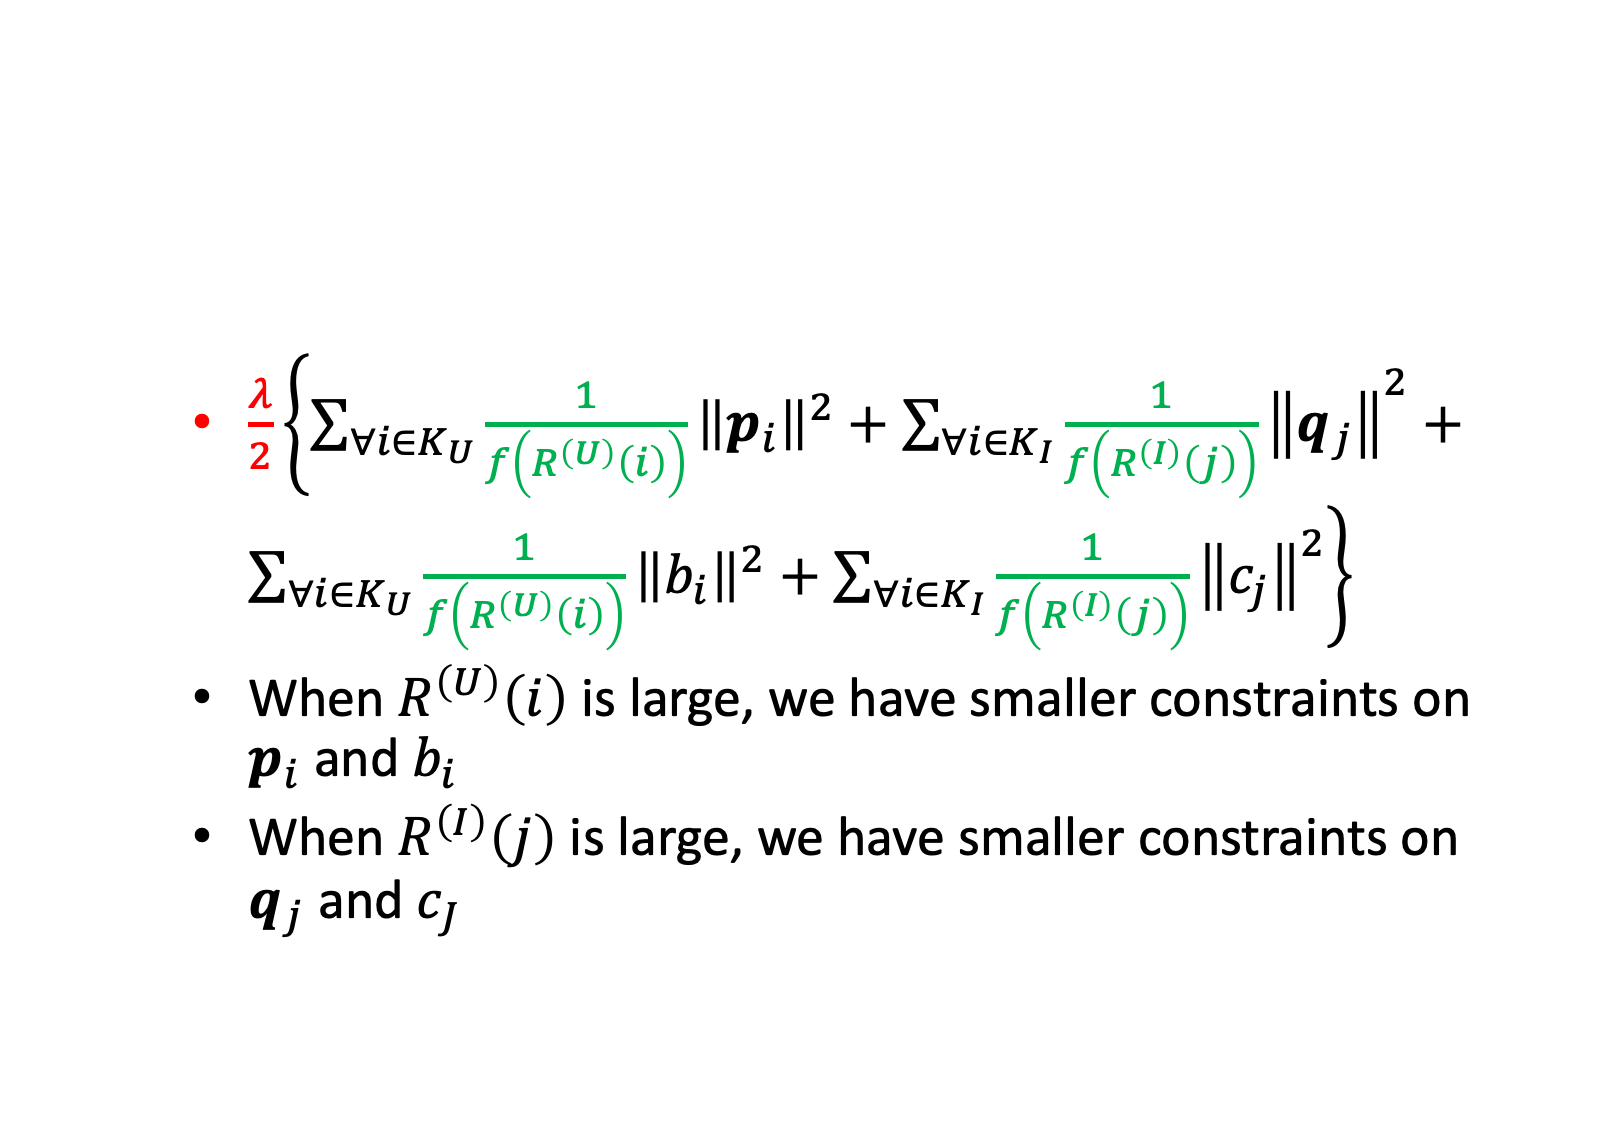 • λ/2 { ∑_{∀i∈K_U} 1/f(R^{(U)}(i)) ‖𝒑_i‖² + ∑_{∀i∈K_I} 1/f(R^{(I)}(j)) ‖𝒒_j‖² +
∑_{∀i∈K_U} 1/f(R^{(U)}(i)) ‖b_i‖² + ∑_{∀i∈K_I} 1/f(R^{(I)}(j)) ‖c_j‖² }
• When R^{(U)}(i) is large, we have smaller constraints on
𝒑_i and b_i
• When R^{(I)}(j) is large, we have smaller constraints on
𝒒_j and c_J